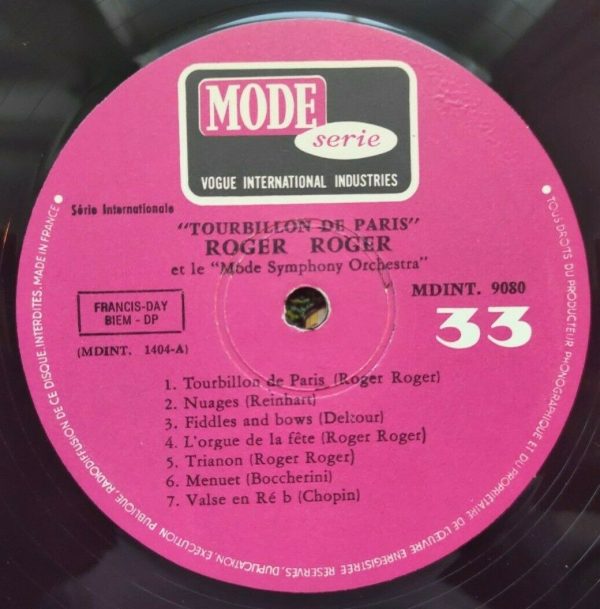 MODE
serie
VOGUE INTERNATIONAL INDUSTRIES
Série Internationale
"TOURBILLON DE PARIS"
ROGER ROGER
et le "Mode Symphony Orchestra"
MDINT. 9080
33
FRANCIS-DAY
BIEM - DP
(MDINT. 1404-A)
1. Tourbillon de Paris (Roger Roger)
2. Nuages (Reinhart)
3. Fiddles and bows (Deltour)
4. L'orgue de la fête (Roger Roger)
5. Trianon (Roger Roger)
6. Menuet (Boccherini)
7. Valse en Ré b (Chopin)
TOUS DROITS DU PRODUCTEUR PHONOGRAPHIQUE ET DU PROPRIETAIRE DE L'ŒUVRE ENREGISTREE RESERVES. DUPLICATION, EXECUTION PUBLIQUE, RADIODIFFUSION DE CE DISQUE, INTERDITES. MADE IN FRANCE